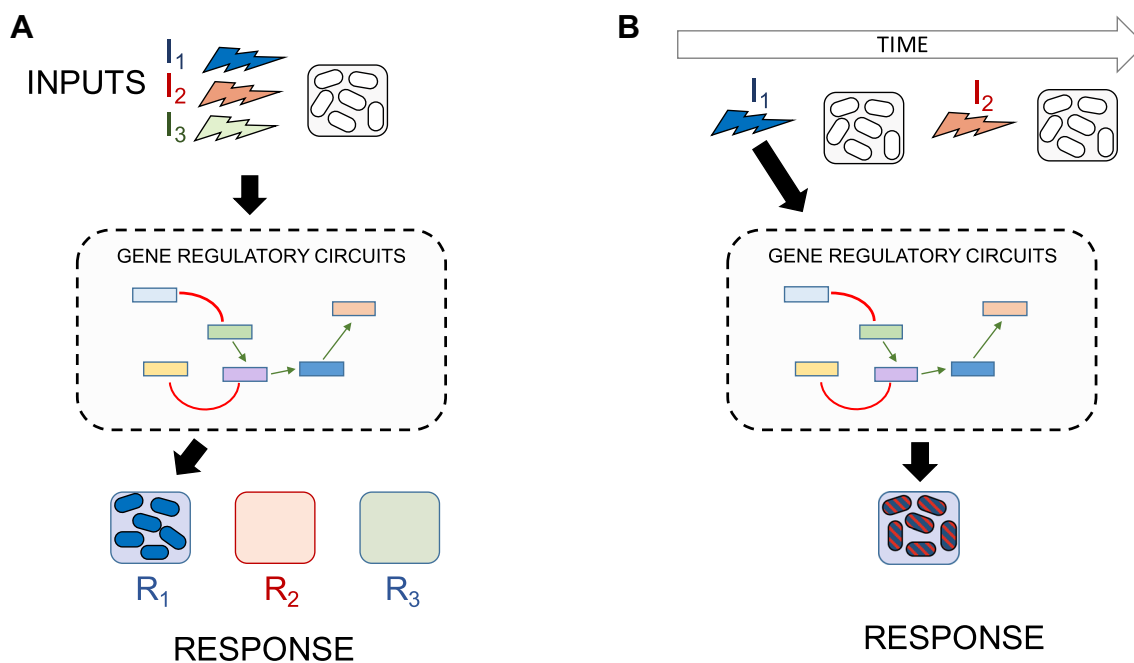 A
INPUTS
I₁
I₂
I₃
GENE REGULATORY CIRCUITS
R₁
R₂
R₃
RESPONSE
B
TIME
I₁
I₂
GENE REGULATORY CIRCUITS
RESPONSE